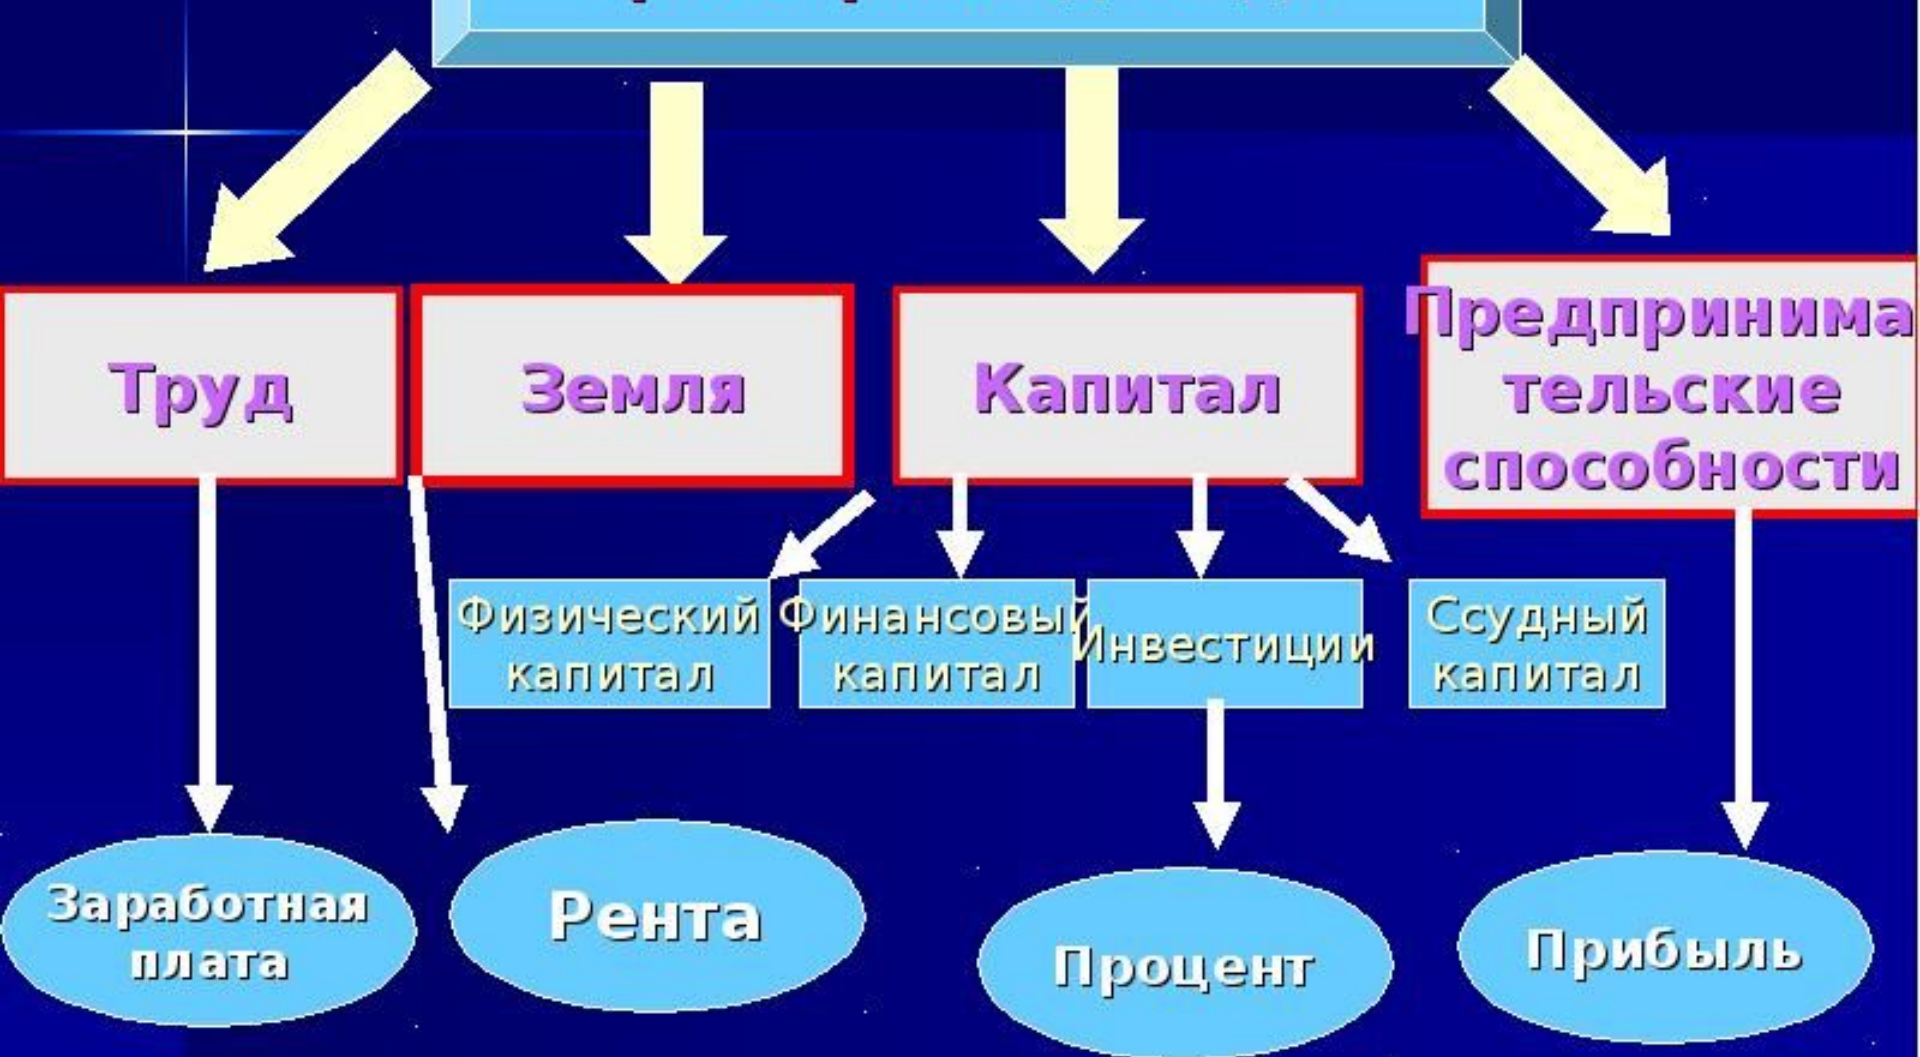 Труд
Земля
Капитал
Предпринима
тельские
способности
Физический
капитал
Финансовый
капитал
Инвестиции
Ссудный
капитал
Заработная
плата
Рента
Процент
Прибыль